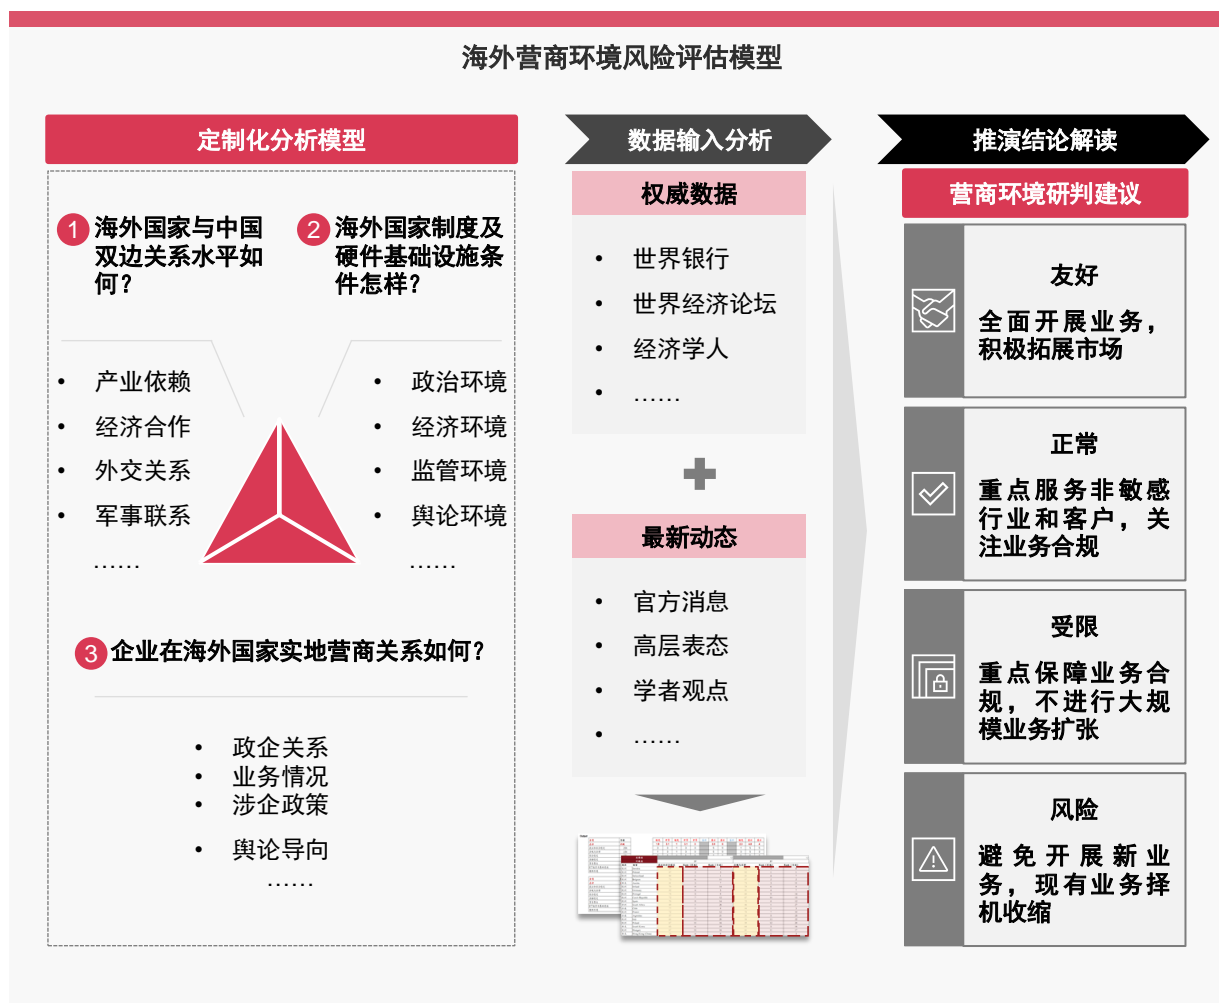 海外营商环境风险评估模型
定制化分析模型
1
海外国家与中国
双边关系水平如
何？
2
海外国家制度及
硬件基础设施条
件怎样？
• 产业依赖
• 经济合作
• 外交关系
• 军事联系
……
• 政治环境
• 经济环境
• 监管环境
• 舆论环境
……
3 企业在海外国家实地营商关系如何？
• 政企关系
• 业务情况
• 涉企政策
• 舆论导向
……
数据输入分析
权威数据
• 世界银行
• 世界经济论坛
• 经济学人
• ……
最新动态
• 官方消息
• 高层表态
• 学者观点
• ……
推演结论解读
营商环境研判建议
友好
全面开展业务，
积极拓展市场
正常
重点服务非敏感
行业和客户，关
注业务合规
受限
重点保障业务合
规，不进行大规
模业务扩张
风险
避免开展新业
务，现有业务择
机收缩